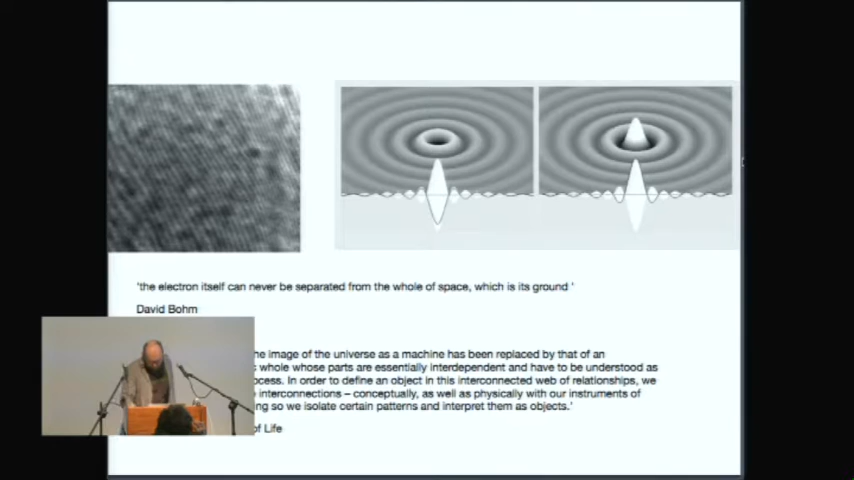 'the electron itself can never be separated from the whole of space, which is its ground '
David Bohm
he image of the universe as a machine has been replaced by that of an
whole whose parts are essentially interdependent and have to be understood as
In order to define an object in this interconnected web of relationships, we
interconnections – conceptually, as well as physically with our instruments of
so we isolate certain patterns and interpret them as objects.'
of Life